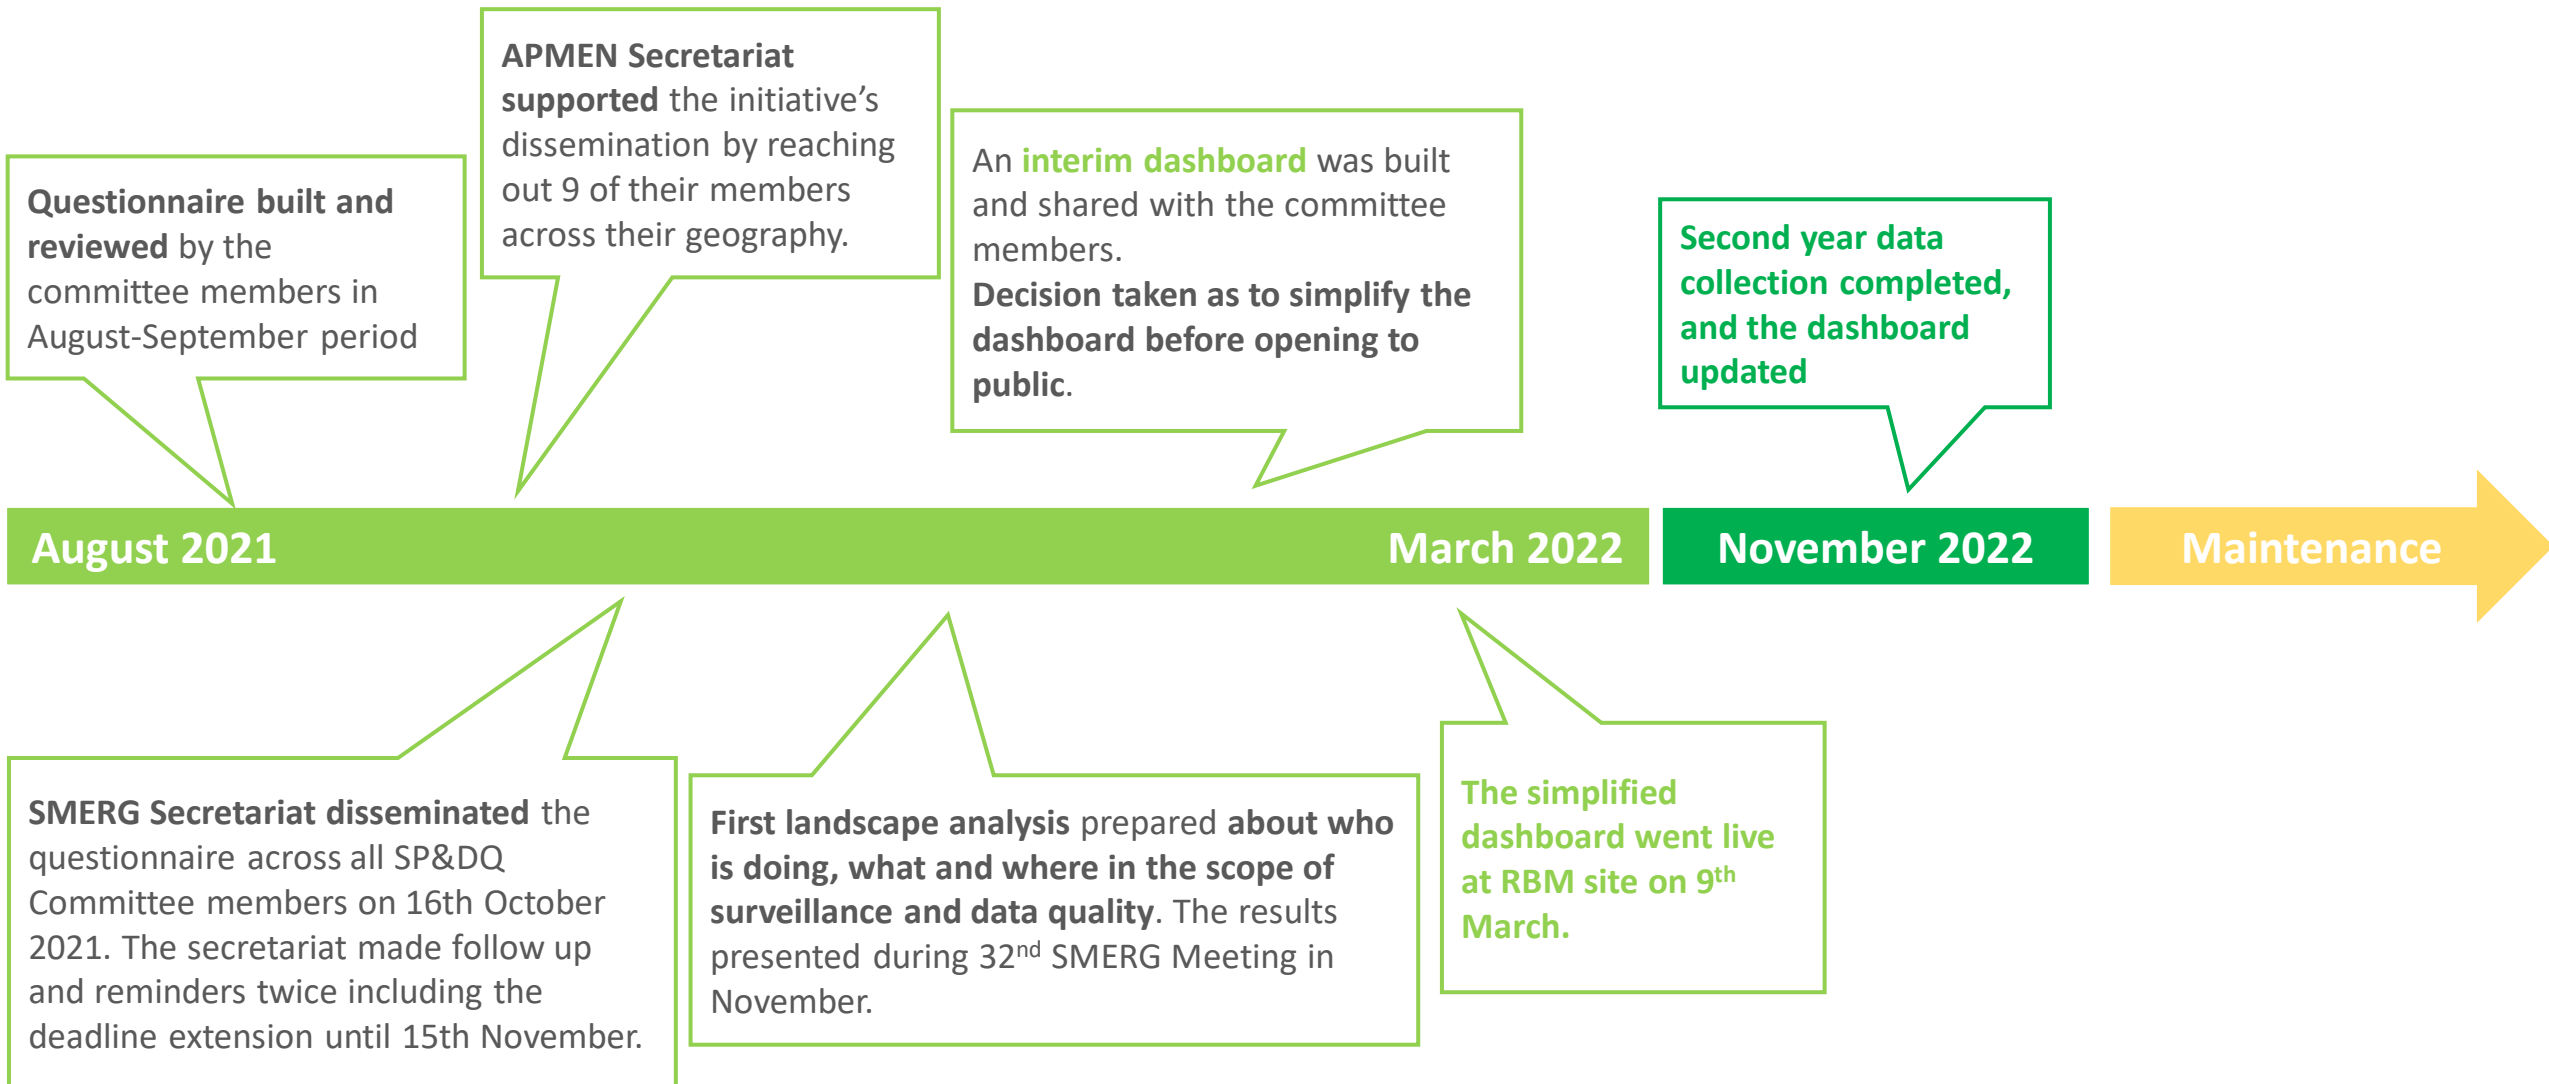 APMEN Secretariat
supported the initiative’s
dissemination by reaching
out 9 of their members
across their geography.
Questionnaire built and
reviewed by the
committee members in
August-September period
An interim dashboard was built
and shared with the committee
members.
Decision taken as to simplify the
dashboard before opening to
public.
Second year data
collection completed,
and the dashboard
updated
August 2021
March 2022
November 2022
Maintenance
SMERG Secretariat disseminated the
questionnaire across all SP&DQ
Committee members on 16th October
2021. The secretariat made follow up
and reminders twice including the
deadline extension until 15th November.
First landscape analysis prepared about who
is doing, what and where in the scope of
surveillance and data quality. The results
presented during 32nd SMERG Meeting in
November.
The simplified
dashboard went live
at RBM site on 9th
March.